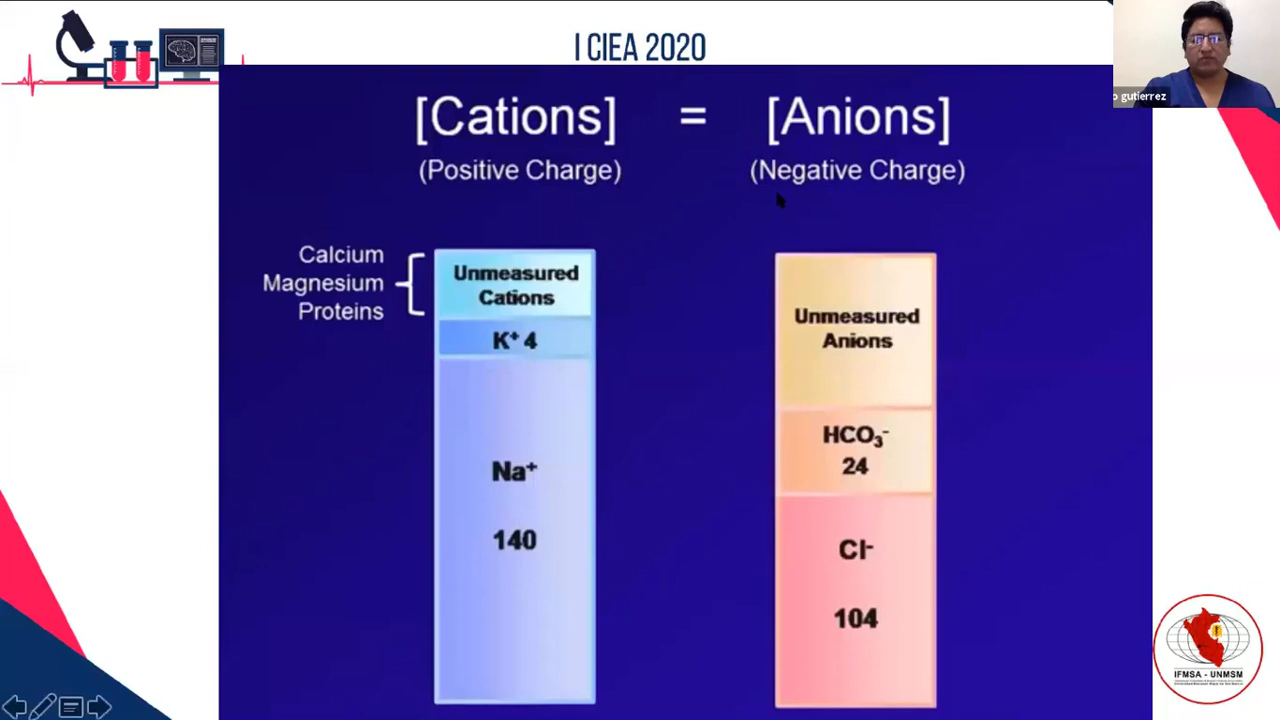 I CIEA 2020
o gutierrez
[Cations] = [Anions]
(Positive Charge) (Negative Charge)
Calcium
Magnesium
Proteins
Unmeasured
Cations
K⁺ 4
Na⁺
140
Unmeasured
Anions
HCO₃⁻
24
Cl⁻
104
IFMSA - UNMSM